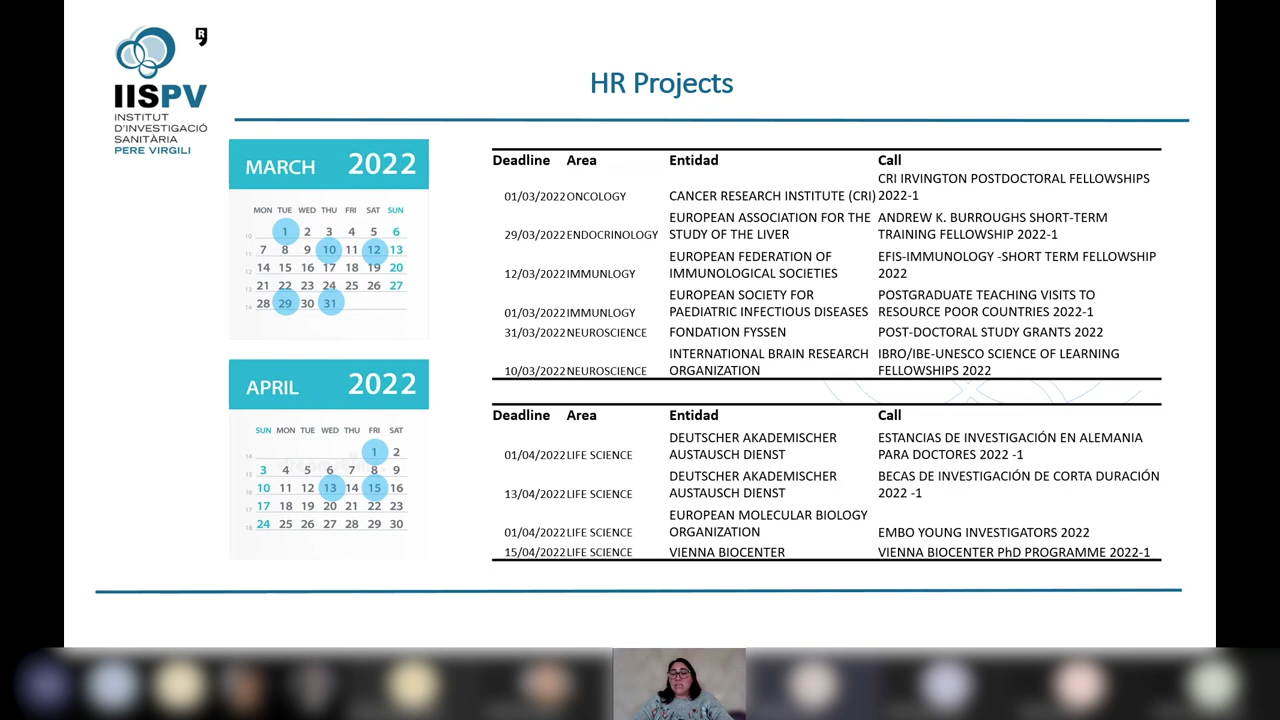 R
IISPV
INSTITUT
D'INVESTIGACIÓ
SANITÀRIA
PERE VIRGILI
HR Projects
MARCH 2022
MON TUE WED THU FRI SAT SUN
10 1 2 3 4 5 6
11 7 8 9 10 11 12 13
12 14 15 16 17 18 19 20
13 21 22 23 24 25 26 27
14 28 29 30 31
APRIL 2022
SUN MON TUE WED THU FRI SAT
14 1 2
15 3 4 5 6 7 8 9
16 10 11 12 13 14 15 16
17 17 18 19 20 21 22 23
18 24 25 26 27 28 29 30
Deadline Area Entidad Call
CRI IRVINGTON POSTDOCTORAL FELLOWSHIPS
01/03/2022 ONCOLOGY CANCER RESEARCH INSTITUTE (CRI) 2022-1
EUROPEAN ASSOCIATION FOR THE ANDREW K. BURROUGHS SHORT-TERM
29/03/2022 ENDOCRINOLOGY STUDY OF THE LIVER TRAINING FELLOWSHIP 2022-1
EUROPEAN FEDERATION OF EFIS-IMMUNOLOGY -SHORT TERM FELLOWSHIP
12/03/2022 IMMUNLOGY IMMUNOLOGICAL SOCIETIES 2022
EUROPEAN SOCIETY FOR POSTGRADUATE TEACHING VISITS TO
01/03/2022 IMMUNLOGY PAEDIATRIC INFECTIOUS DISEASES RESOURCE POOR COUNTRIES 2022-1
31/03/2022 NEUROSCIENCE FONDATION FYSSEN POST-DOCTORAL STUDY GRANTS 2022
INTERNATIONAL BRAIN RESEARCH IBRO/IBE-UNESCO SCIENCE OF LEARNING
10/03/2022 NEUROSCIENCE ORGANIZATION FELLOWSHIPS 2022
Deadline Area Entidad Call
DEUTSCHER AKADEMISCHER ESTANCIAS DE INVESTIGACIÓN EN ALEMANIA
01/04/2022 LIFE SCIENCE AUSTAUSCH DIENST PARA DOCTORES 2022 -1
DEUTSCHER AKADEMISCHER BECAS DE INVESTIGACIÓN DE CORTA DURACIÓN
13/04/2022 LIFE SCIENCE AUSTAUSCH DIENST 2022 -1
EUROPEAN MOLECULAR BIOLOGY
01/04/2022 LIFE SCIENCE ORGANIZATION EMBO YOUNG INVESTIGATORS 2022
15/04/2022 LIFE SCIENCE VIENNA BIOCENTER VIENNA BIOCENTER PhD PROGRAMME 2022-1